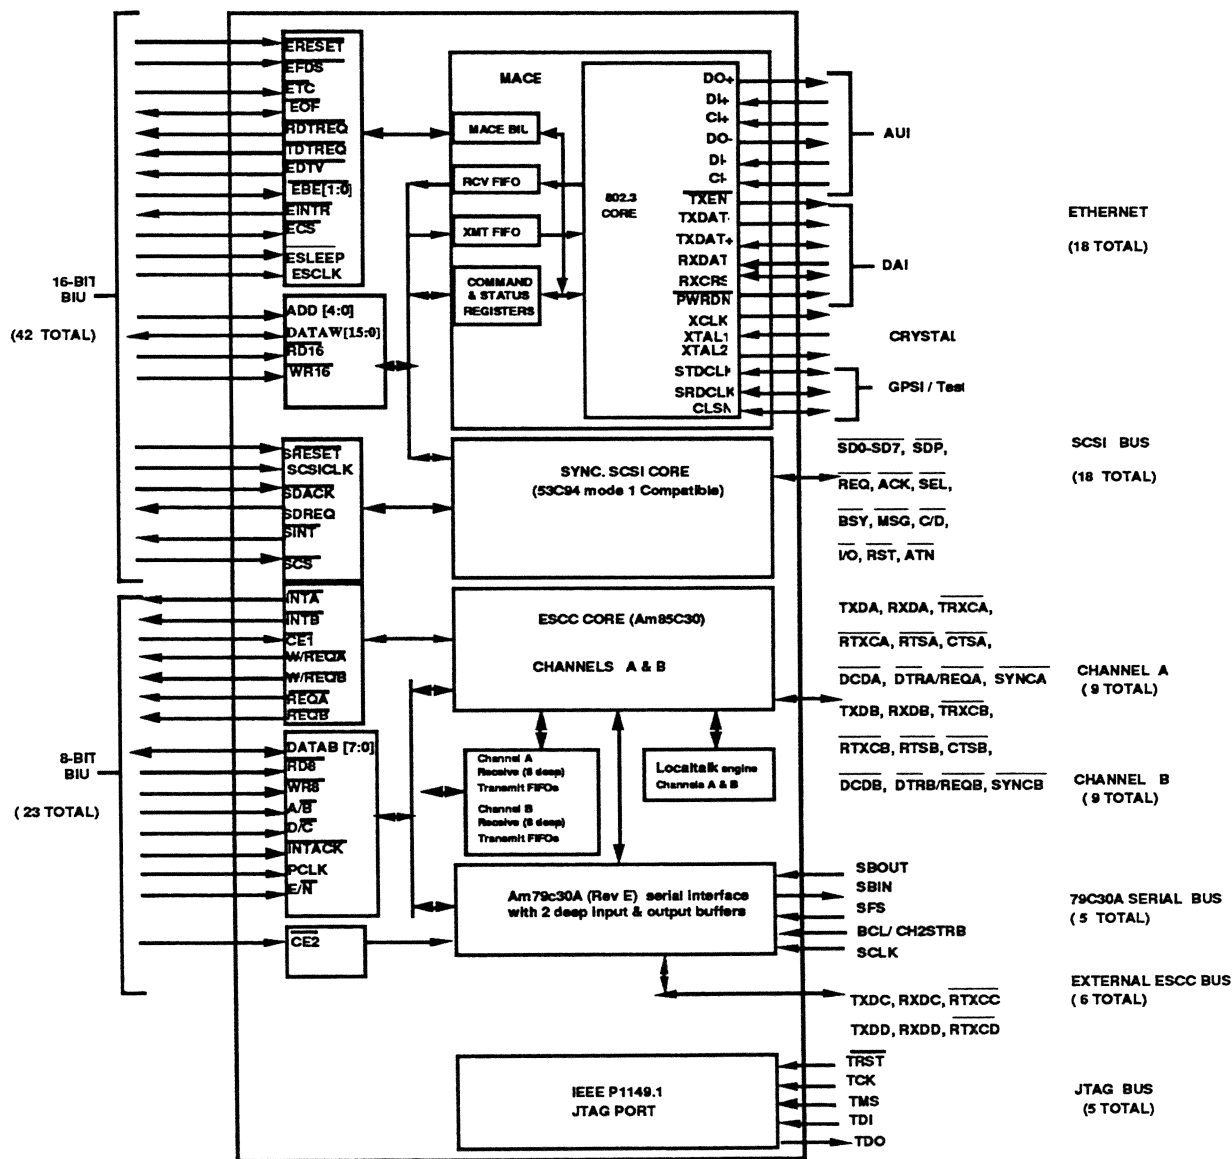 16-BIT
BIU
(42 TOTAL)
ERESET
EFDS
ETC
EOF
RDTREQ
TDTREQ
EDTV
EBE[1:0]
EINTR
ECS
ESLEEP
ESCLK
ADD [4:0]
DATAW[15:0]
RD16
WR16
SRESET
SCSICLK
SDACK
SDREQ
SINT
SCS
8-BIT
BIU
(23 TOTAL)
INTA
INTB
CE1
W/REQA
W/REQB
REQA
REQB
DATAB [7:0]
RD8
WR8
A/B
D/C
INTACK
PCLK
E/N
CE2
MACE
MACE BIL
RCV FIFO
XMT FIFO
COMMAND
& STATUS
REGISTERS
802.3
CORE
DO+
DI+
CI+
DO-
DI-
CI-
TXEN
TXDAT-
TXDAT+
RXDAT
RXCRS
PWRDN
XCLK
XTAL1
XTAL2
STDCLK
SRDCLK
CLSN
AUI
DAI
CRYSTAL
GPSI / Test
ETHERNET
(18 TOTAL)
SYNC. SCSI CORE
(53C94 mode 1 Compatible)
SD0-SD7, SDP,
REQ, ACK, SEL,
BSY, MSG, C/D,
I/O, RST, ATN
SCSI BUS
(18 TOTAL)
ESCC CORE (Am85C30)
CHANNELS A & B
TXDA, RXDA, TRXCA,
RTXCA, RTSA, CTSA,
DCDA, DTRA/REQA, SYNCA
CHANNEL A
( 9 TOTAL)
TXDB, RXDB, TRXCB,
RTXCB, RTSB, CTSB,
DCDB, DTRB/REQB, SYNCB
CHANNEL B
( 9 TOTAL)
Channel A
Receive (8 deep)
Transmit FIFOs
Channel B
Receive (8 deep)
Transmit FIFOs
Localtalk engine
Channels A & B
Am79c30A (Rev E) serial interface
with 2 deep input & output buffers
SBOUT
SBIN
SFS
BCL/ CH2STRB
SCLK
79C30A SERIAL BUS
( 5 TOTAL)
TXDC, RXDC, RTXCC
TXDD, RXDD, RTXCD
EXTERNAL ESCC BUS
( 6 TOTAL)
IEEE P1149.1
JTAG PORT
TRST
TCK
TMS
TDI
TDO
JTAG BUS
(5 TOTAL)